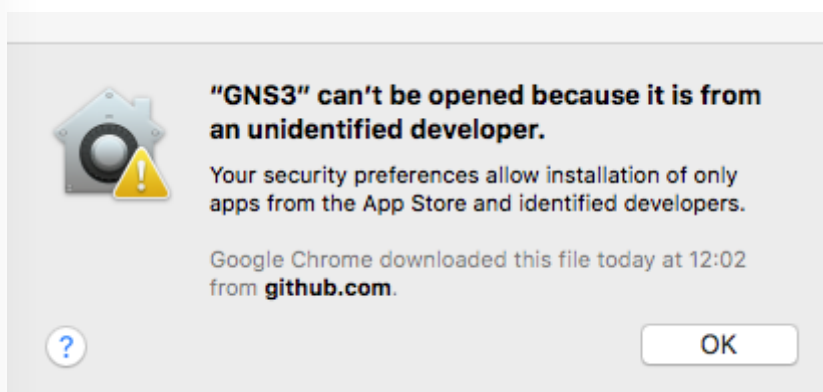 “GNS3” can’t be opened because it is from
an unidentified developer.
Your security preferences allow installation of only
apps from the App Store and identified developers.
Google Chrome downloaded this file today at 12:02
from github.com.
?
OK